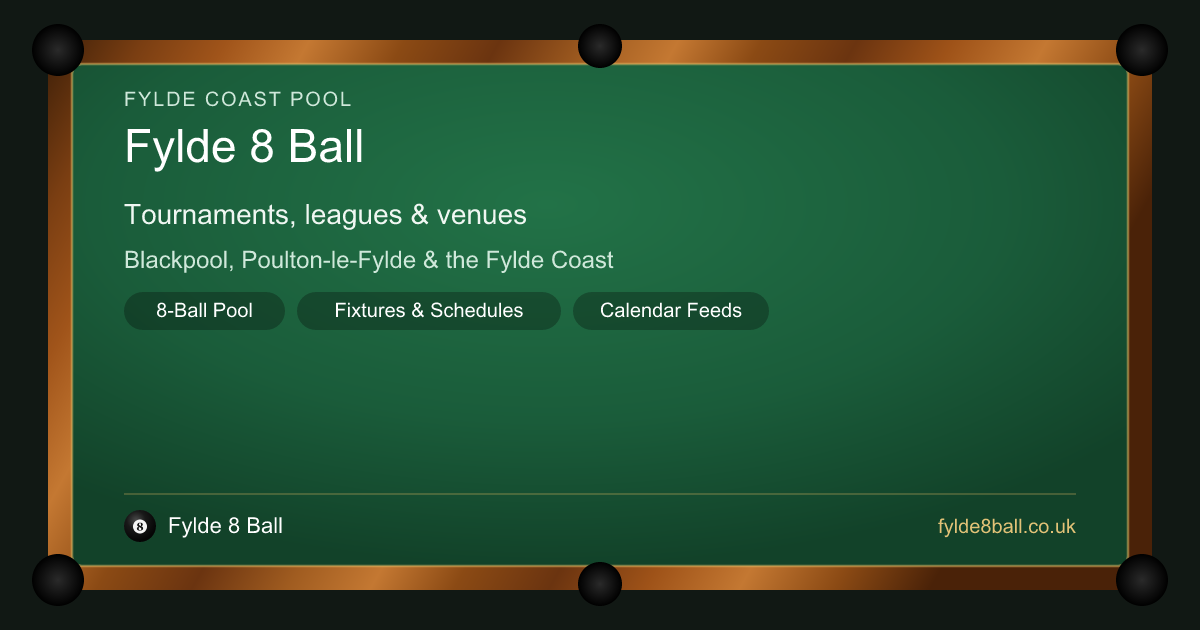 FYLDE COAST POOL
Fylde 8 Ball
Tournaments, leagues & venues
Blackpool, Poulton-le-Fylde & the Fylde Coast
8-Ball Pool Fixtures & Schedules Calendar Feeds
8 Fylde 8 Ball fylde8ball.co.uk